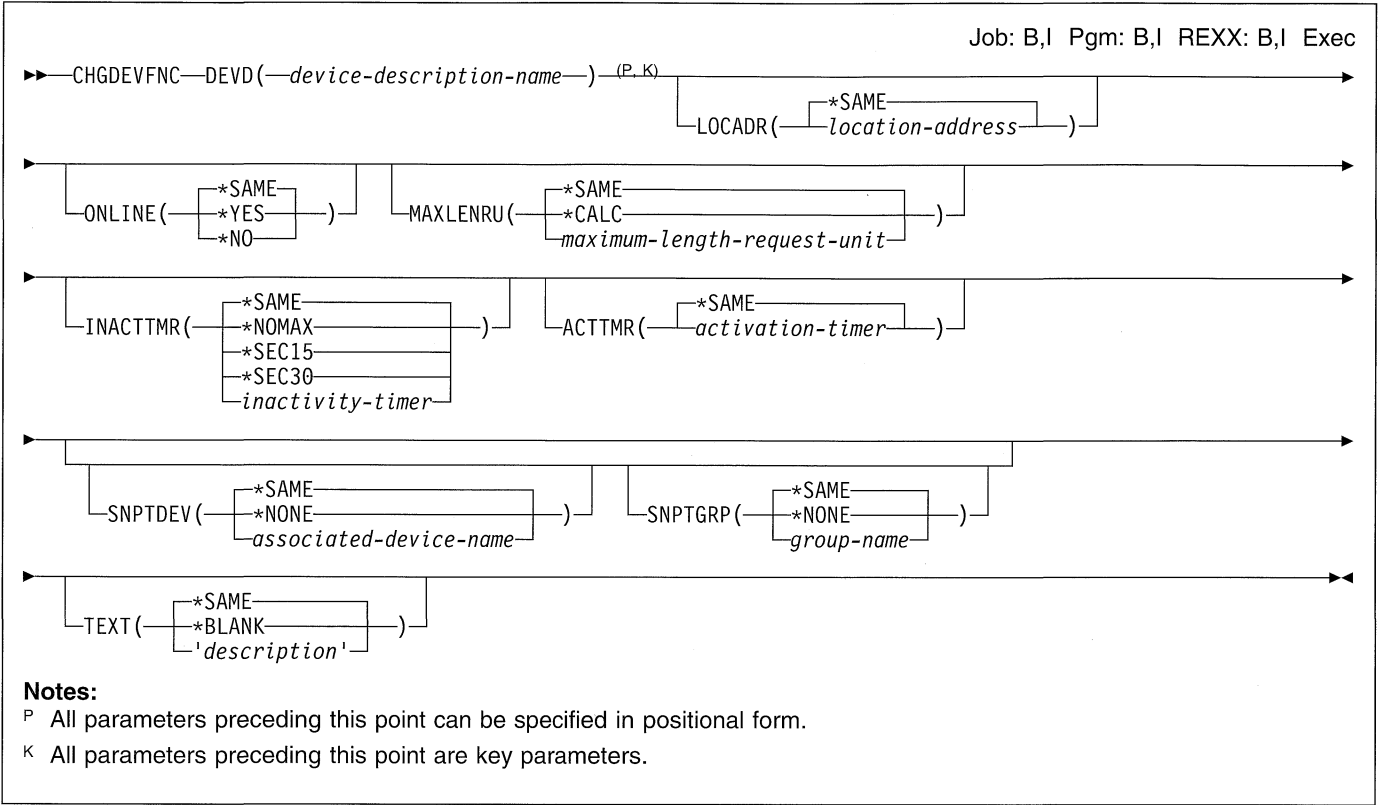 Job: B,I Pgm: B,I REXX: B,I Exec
CHGDEVFNC DEVD( device-description-name ) (P, K)
*SAME
LOCADR( location-address )
*SAME *SAME
ONLINE( *YES ) MAXLENRU( *CALC )
*NO maximum-length-request-unit
*SAME *SAME
INACTTMR( *NOMAX ) ACTTMR( activation-timer )
*SEC15
*SEC30
inactivity-timer
*SAME *SAME
SNPTDEV( *NONE ) SNPTGRP( *NONE )
associated-device-name group-name
*SAME
TEXT( *BLANK )
'description'
Notes:
P All parameters preceding this point can be specified in positional form.
K All parameters preceding this point are key parameters.